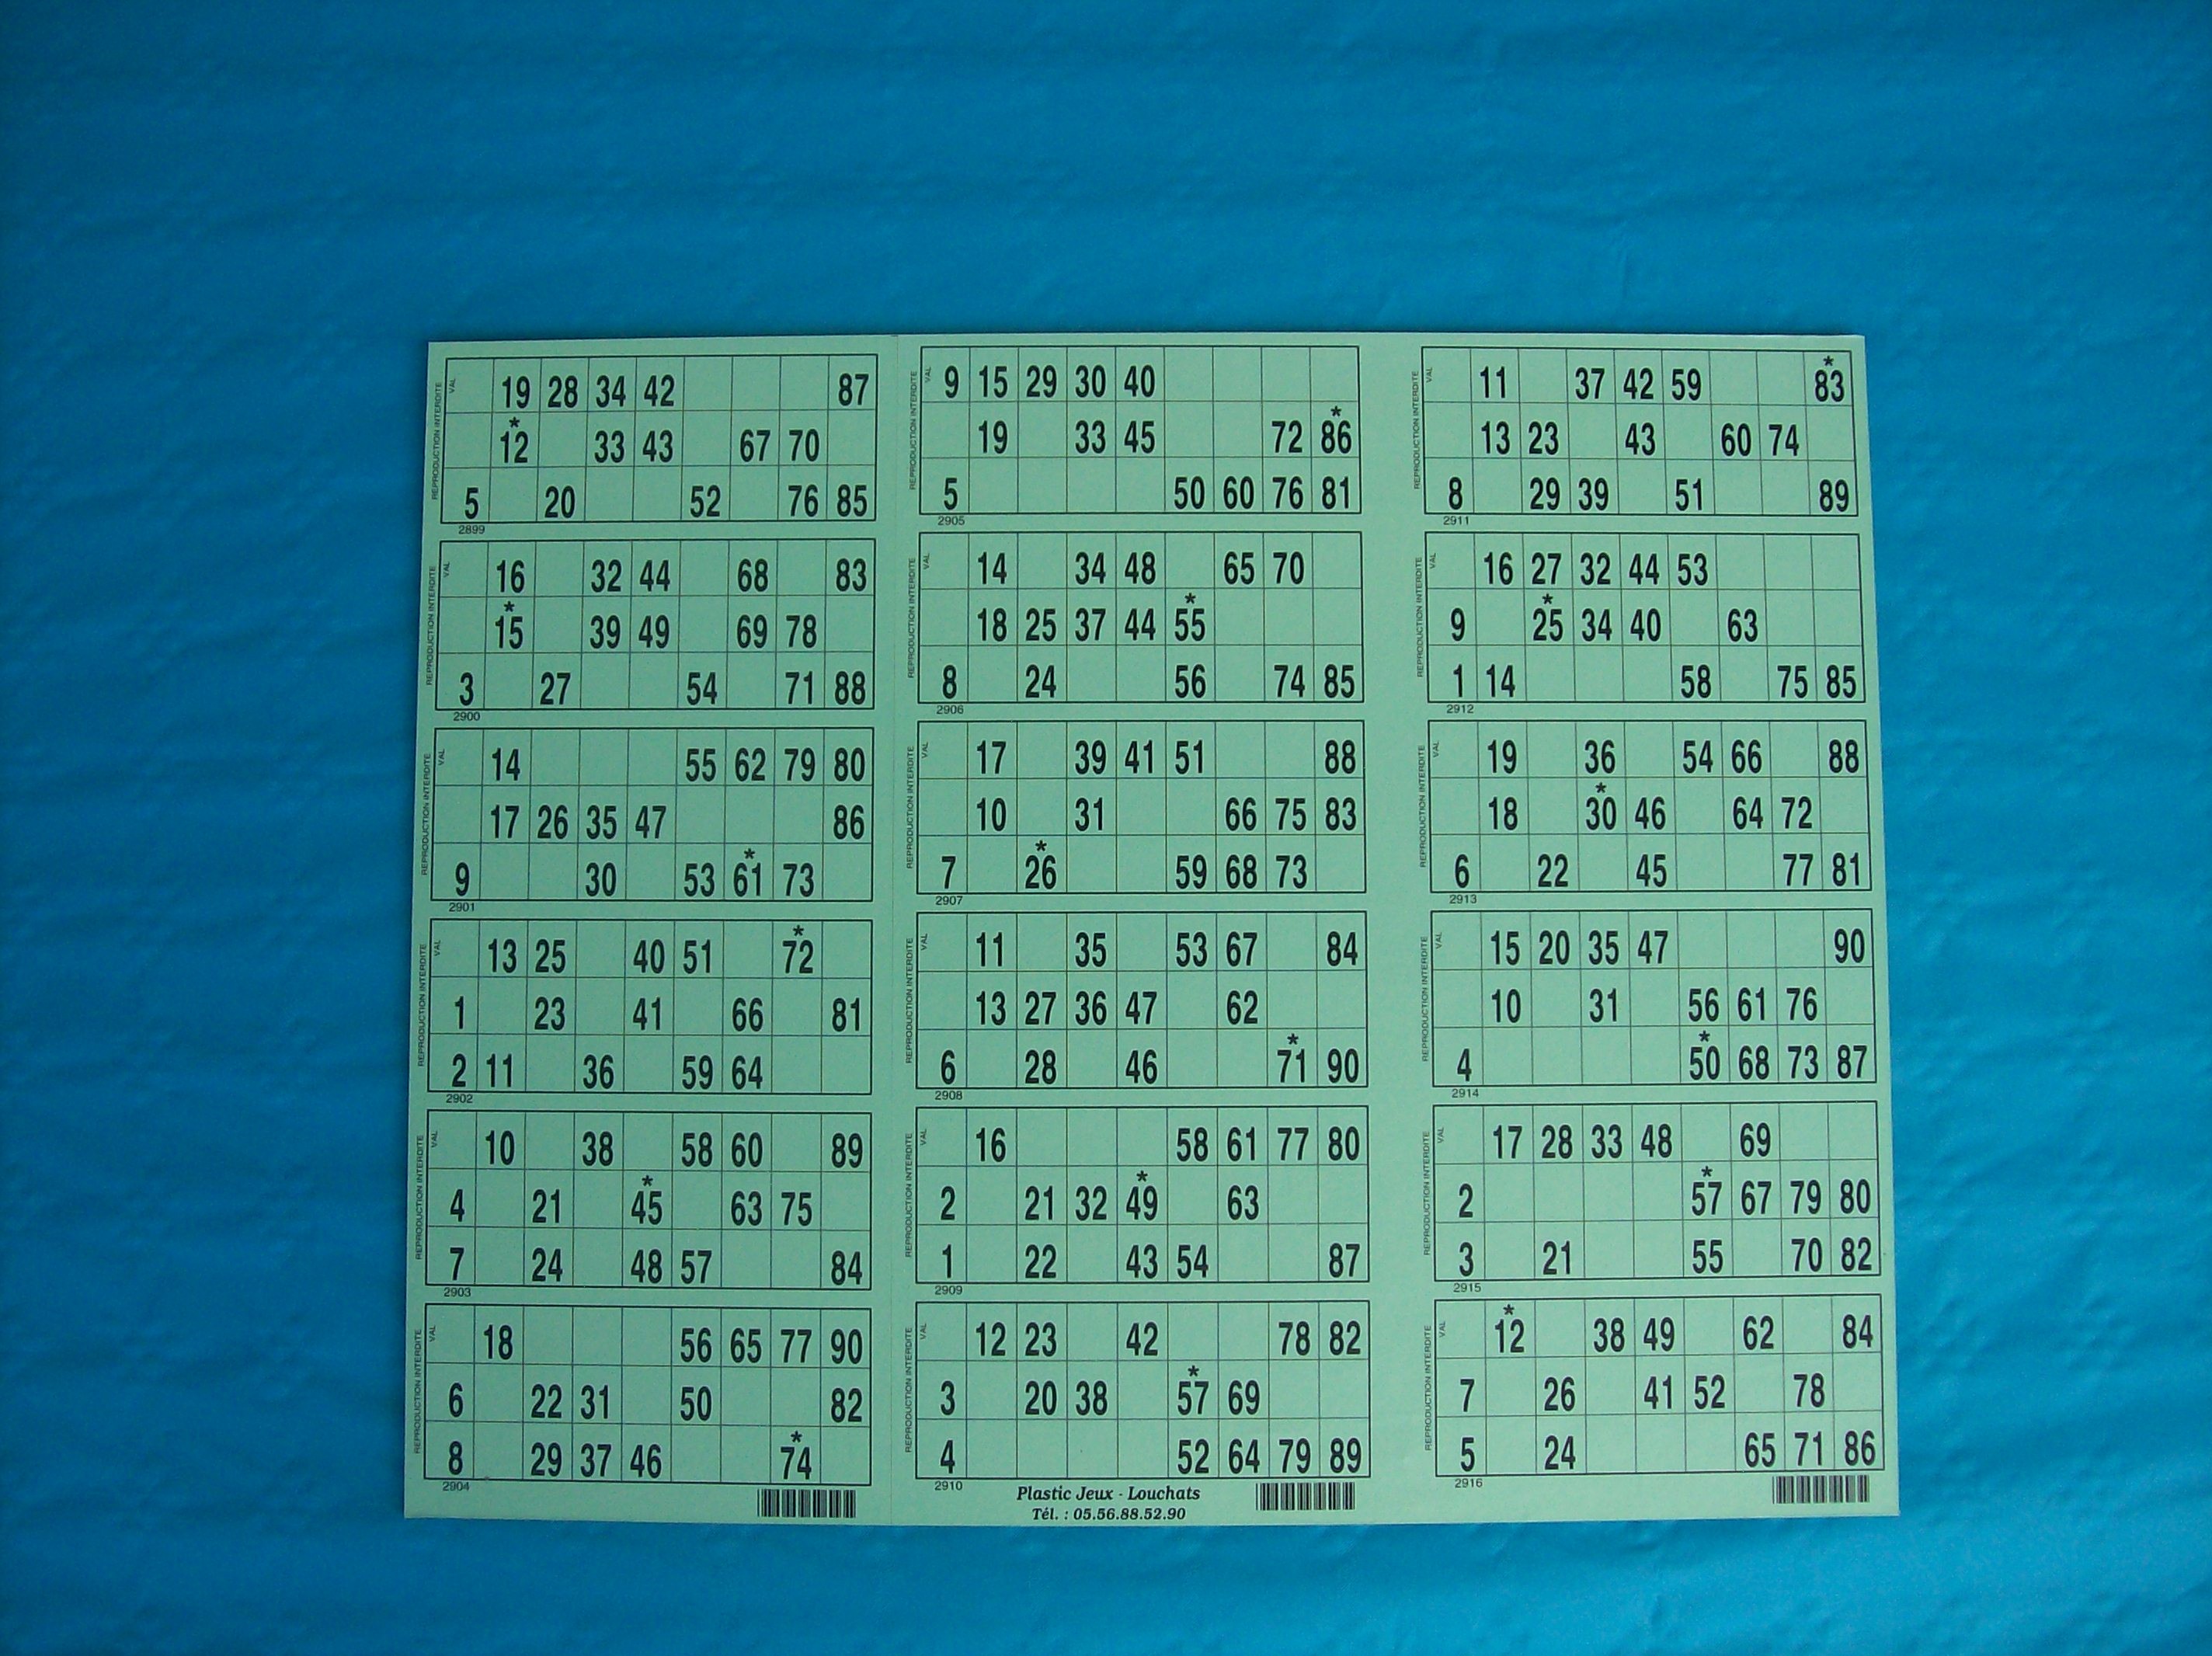 REPRODUCTION INTERDITE
VAL
19 28 34 42 87
*
12 33 43 67 70
5 20 52 76 85
2899
REPRODUCTION INTERDITE
VAL
16 32 44 68 83
*
15 39 49 69 78
3 27 54 71 88
2900
REPRODUCTION INTERDITE
VAL
14 55 62 79 80
17 26 35 47 86
*
9 30 53 61 73
2901
REPRODUCTION INTERDITE
VAL
*
13 25 40 51 72
1 23 41 66 81
2 11 36 59 64
2902
REPRODUCTION INTERDITE
VAL
10 38 58 60 89
*
4 21 45 63 75
7 24 48 57 84
2903
REPRODUCTION INTERDITE
VAL
18 56 65 77 90
6 22 31 50 82
*
8 29 37 46 74
2904
REPRODUCTION INTERDITE
VAL
9 15 29 30 40
*
19 33 45 72 86
5 50 60 76 81
2905
REPRODUCTION INTERDITE
VAL
14 34 48 65 70
*
18 25 37 44 55
8 24 56 74 85
2906
REPRODUCTION INTERDITE
VAL
17 39 41 51 88
10 31 66 75 83
*
7 26 59 68 73
2907
REPRODUCTION INTERDITE
VAL
11 35 53 67 84
13 27 36 47 62
*
6 28 46 71 90
2908
REPRODUCTION INTERDITE
VAL
16 58 61 77 80
*
2 21 32 49 63
1 22 43 54 87
2909
REPRODUCTION INTERDITE
VAL
12 23 42 78 82
*
3 20 38 57 69
4 52 64 79 89
2910
Plastic Jeux - Louchats
Tél. : 05.56.88.52.90
REPRODUCTION INTERDITE
VAL
*
11 37 42 59 83
13 23 43 60 74
8 29 39 51 89
2911
REPRODUCTION INTERDITE
VAL
16 27 32 44 53
*
9 25 34 40 63
1 14 58 75 85
2912
REPRODUCTION INTERDITE
VAL
19 36 54 66 88
*
18 30 46 64 72
6 22 45 77 81
2913
REPRODUCTION INTERDITE
VAL
15 20 35 47 90
10 31 56 61 76
*
4 50 68 73 87
2914
REPRODUCTION INTERDITE
VAL
17 28 33 48 69
*
2 57 67 79 80
3 21 55 70 82
2915
REPRODUCTION INTERDITE
VAL
*
12 38 49 62 84
7 26 41 52 78
5 24 65 71 86
2916